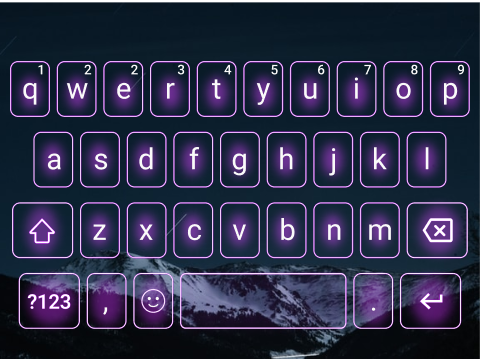 1 2 2 3 4 5 6 7 8 9
q w e r t y u i o p
a s d f g h j k l
z x c v b n m
?123 , .